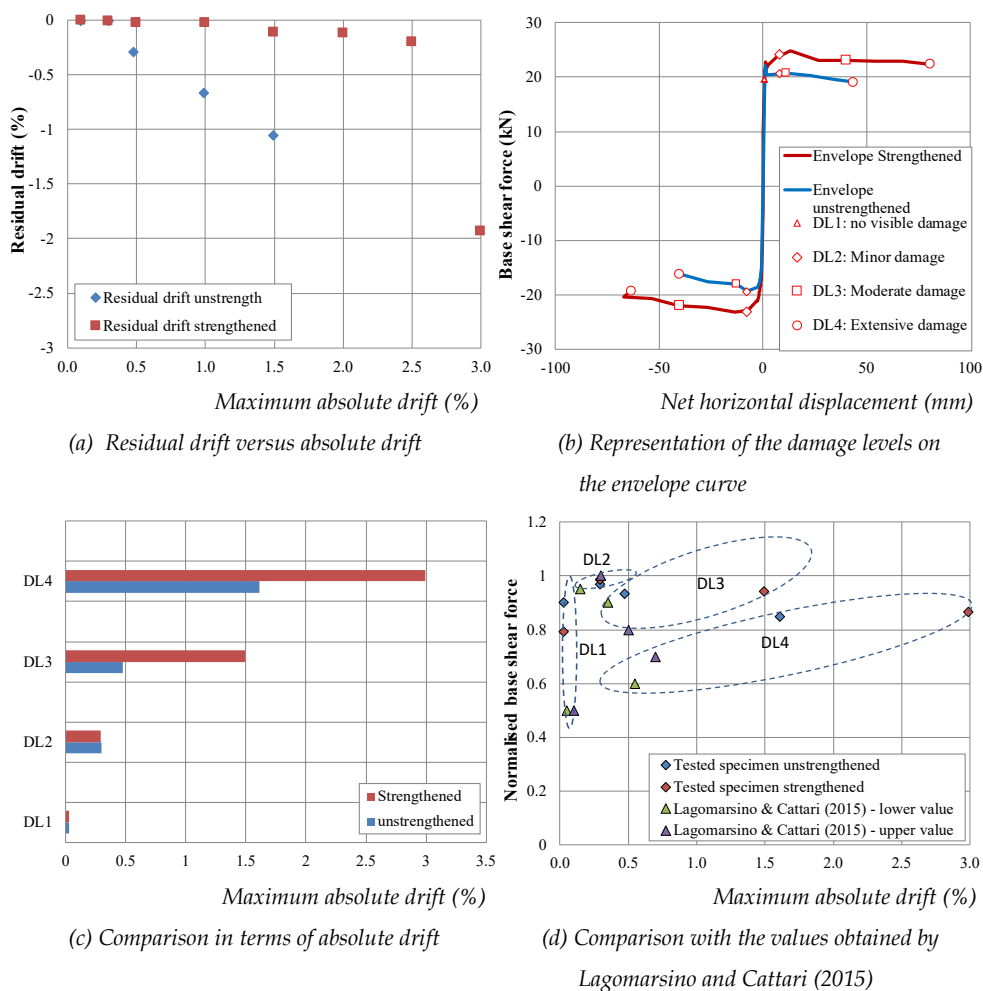 0
-0.5
-1
-1.5
-2
-2.5
-3
Residual drift (%)
Residual drift unstrength
Residual drift strengthened
0.0 0.5 1.0 1.5 2.0 2.5 3.0
Maximum absolute drift (%)
(a) Residual drift versus absolute drift
30
20
10
0
-10
-20
-30
Base shear force (kN)
Envelope Strengthened
Envelope
unstrengthened
DL1: no visible damage
DL2: Minor damage
DL3: Moderate damage
DL4: Extensive damage
-100 -50 0 50 100
Net horizontal displacement (mm)
(b) Representation of the damage levels on
the envelope curve
DL4
DL3
DL2
DL1
Strengthened
unstrengthened
0 0.5 1 1.5 2 2.5 3 3.5
Maximum absolute drift (%)
(c) Comparison in terms of absolute drift
1.2
1
0.8
0.6
0.4
0.2
0
Normalised base shear force
DL2
DL3
DL1
DL4
Tested specimen unstrengthened
Tested specimen strengthened
Lagomarsino & Cattari (2015) - lower value
Lagomarsino & Cattari (2015) - upper value
0.0 0.5 1.0 1.5 2.0 2.5 3.0
Maximum absolute drift (%)
(d) Comparison with the values obtained by
Lagomarsino and Cattari (2015)